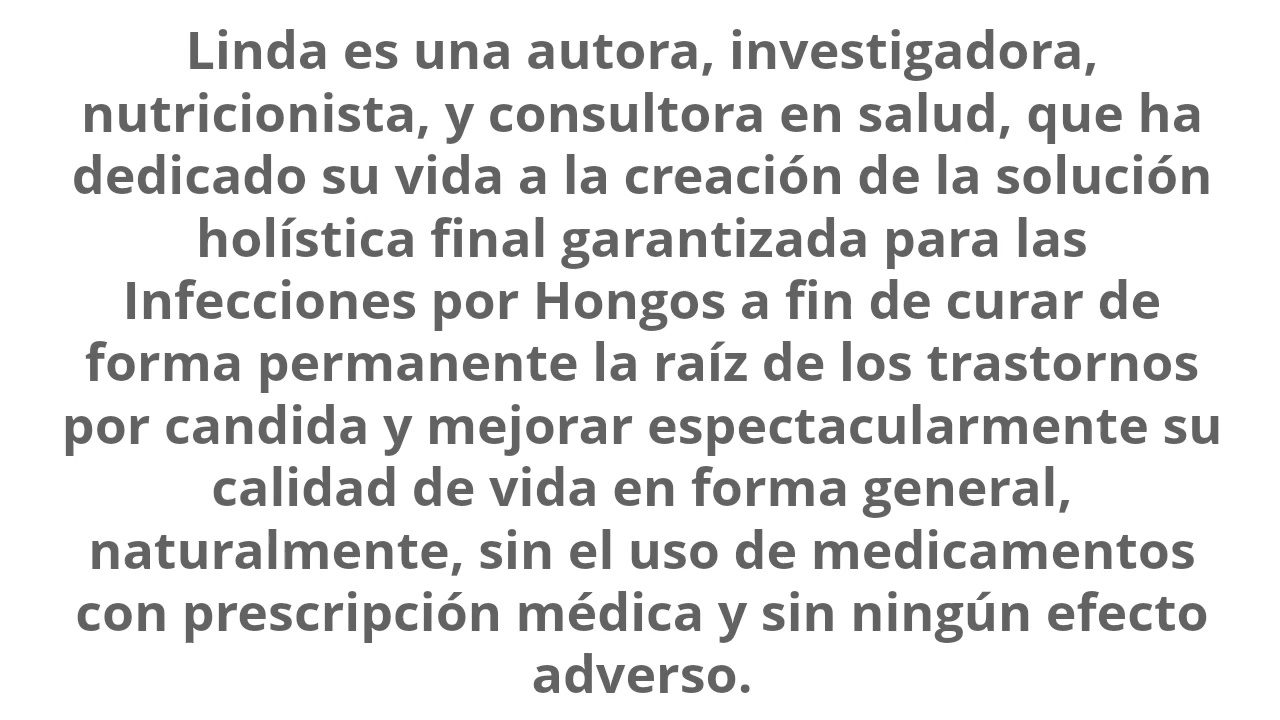 Linda es una autora, investigadora,
nutricionista, y consultora en salud, que ha
dedicado su vida a la creación de la solución
holística final garantizada para las
Infecciones por Hongos a fin de curar de
forma permanente la raíz de los trastornos
por candida y mejorar espectacularmente su
calidad de vida en forma general,
naturalmente, sin el uso de medicamentos
con prescripción médica y sin ningún efecto
adverso.